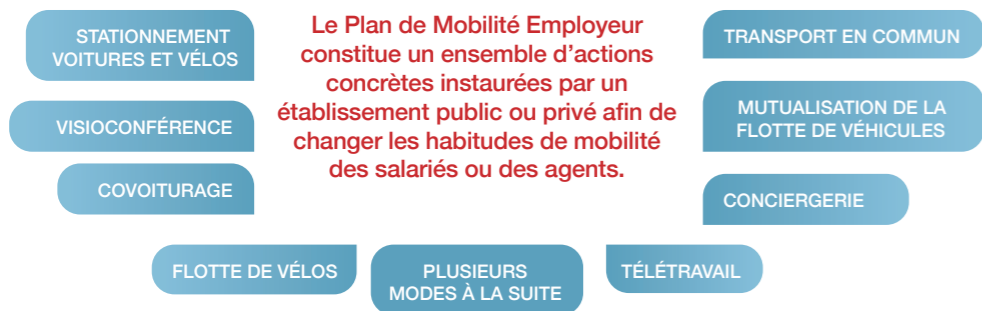 STATIONNEMENT
VOITURES ET VÉLOS
VISIOCONFÉRENCE
COVOITURAGE
Le Plan de Mobilité Employeur
constitue un ensemble d’actions
concrètes instaurées par un
établissement public ou privé afin de
changer les habitudes de mobilité
des salariés ou des agents.
TRANSPORT EN COMMUN
MUTUALISATION DE LA
FLOTTE DE VÉHICULES
CONCIERGERIE
FLOTTE DE VÉLOS
PLUSIEURS
MODES À LA SUITE
TÉLÉTRAVAIL